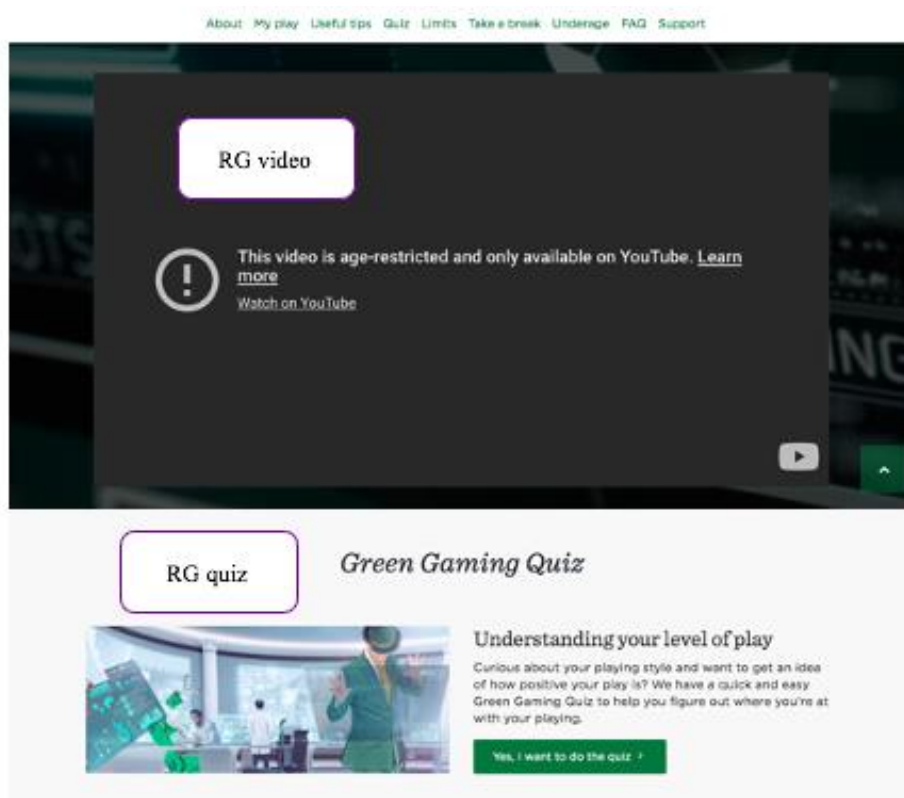 About My play Useful tips Quiz Limits Take a break Underage FAQ Support
RG video
This video is age-restricted and only available on YouTube. Learn
more
Watch on YouTube
OTS
ING
RG quiz
Green Gaming Quiz
Understanding your level of play
Curious about your playing style and want to get an idea
of how positive your play is? We have a quick and easy
Green Gaming Quiz to help you figure out where you're at
with your playing.
Yes, I want to do the quiz ›